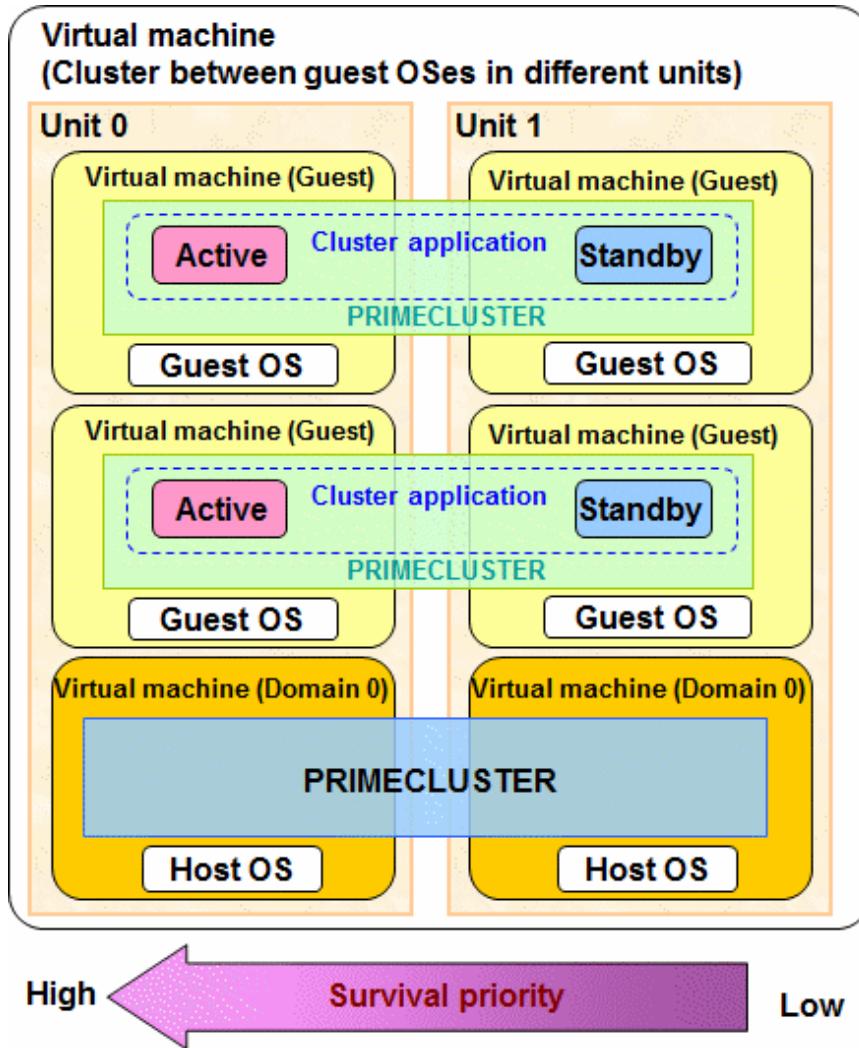 Virtual machine
(Cluster between guest OSes in different units)
Unit 0
Unit 1
Virtual machine (Guest)
Virtual machine (Guest)
Active
Cluster application
Standby
PRIMECLUSTER
Guest OS
Guest OS
Virtual machine (Guest)
Virtual machine (Guest)
Active
Cluster application
Standby
PRIMECLUSTER
Guest OS
Guest OS
Virtual machine (Domain 0)
Virtual machine (Domain 0)
PRIMECLUSTER
Host OS
Host OS
High
Survival priority
Low